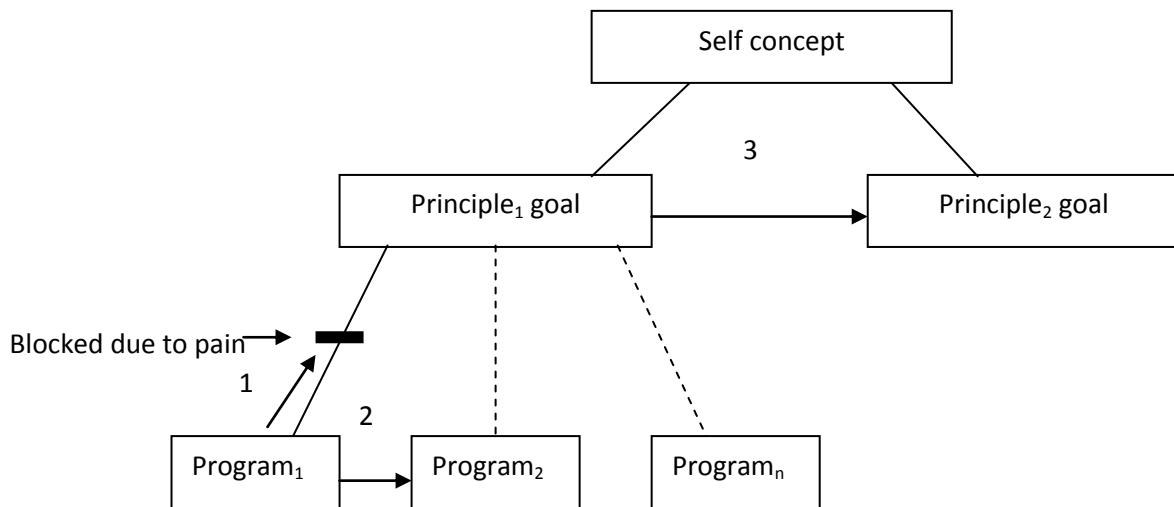 Self concept
3
Principle₁ goal
Principle₂ goal
Blocked due to pain
1
2
Program₁
Program₂
Programₙ